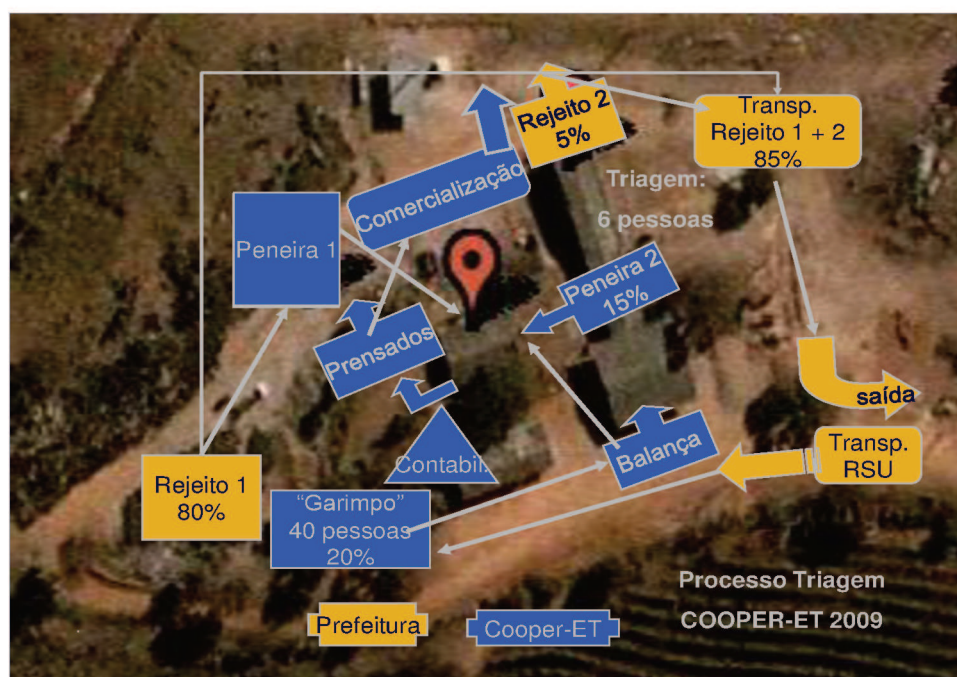 Rejeito 2
5%
Transp.
Rejeito 1 + 2
85%
Comercialização
Triagem:
6 pessoas
Peneira 1
Peneira 2
15%
Prensados
saída
Contabil.
Balança
Transp.
RSU
Rejeito 1
80%
"Garimpo"
40 pessoas
20%
Processo Triagem
COOPER-ET 2009
Prefeitura
Cooper-ET